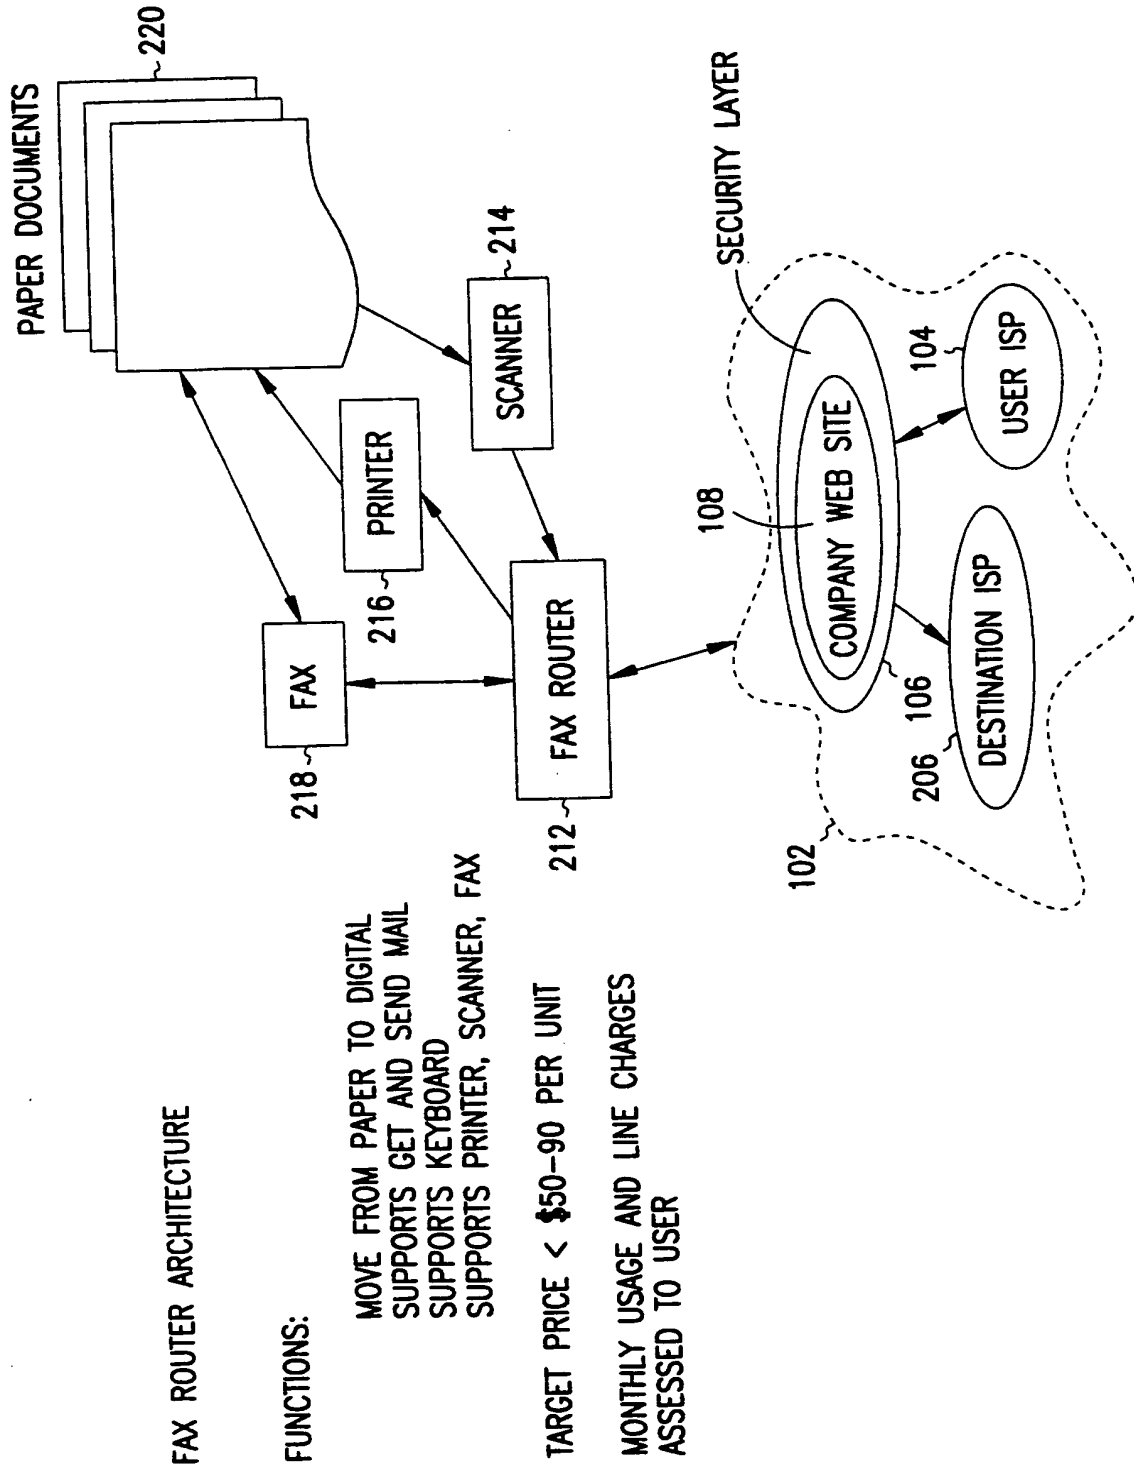 FAX ROUTER ARCHITECTURE
FUNCTIONS:
MOVE FROM PAPER TO DIGITAL
SUPPORTS GET AND SEND MAIL
SUPPORTS KEYBOARD
SUPPORTS PRINTER, SCANNER, FAX
TARGET PRICE < $50-90 PER UNIT
MONTHLY USAGE AND LINE CHARGES
ASSESSED TO USER
PAPER DOCUMENTS
220
FAX
218
PRINTER
216
SCANNER
214
FAX ROUTER
212
SECURITY LAYER
108
COMPANY WEB SITE
106
104
USER ISP
206
DESTINATION ISP
102